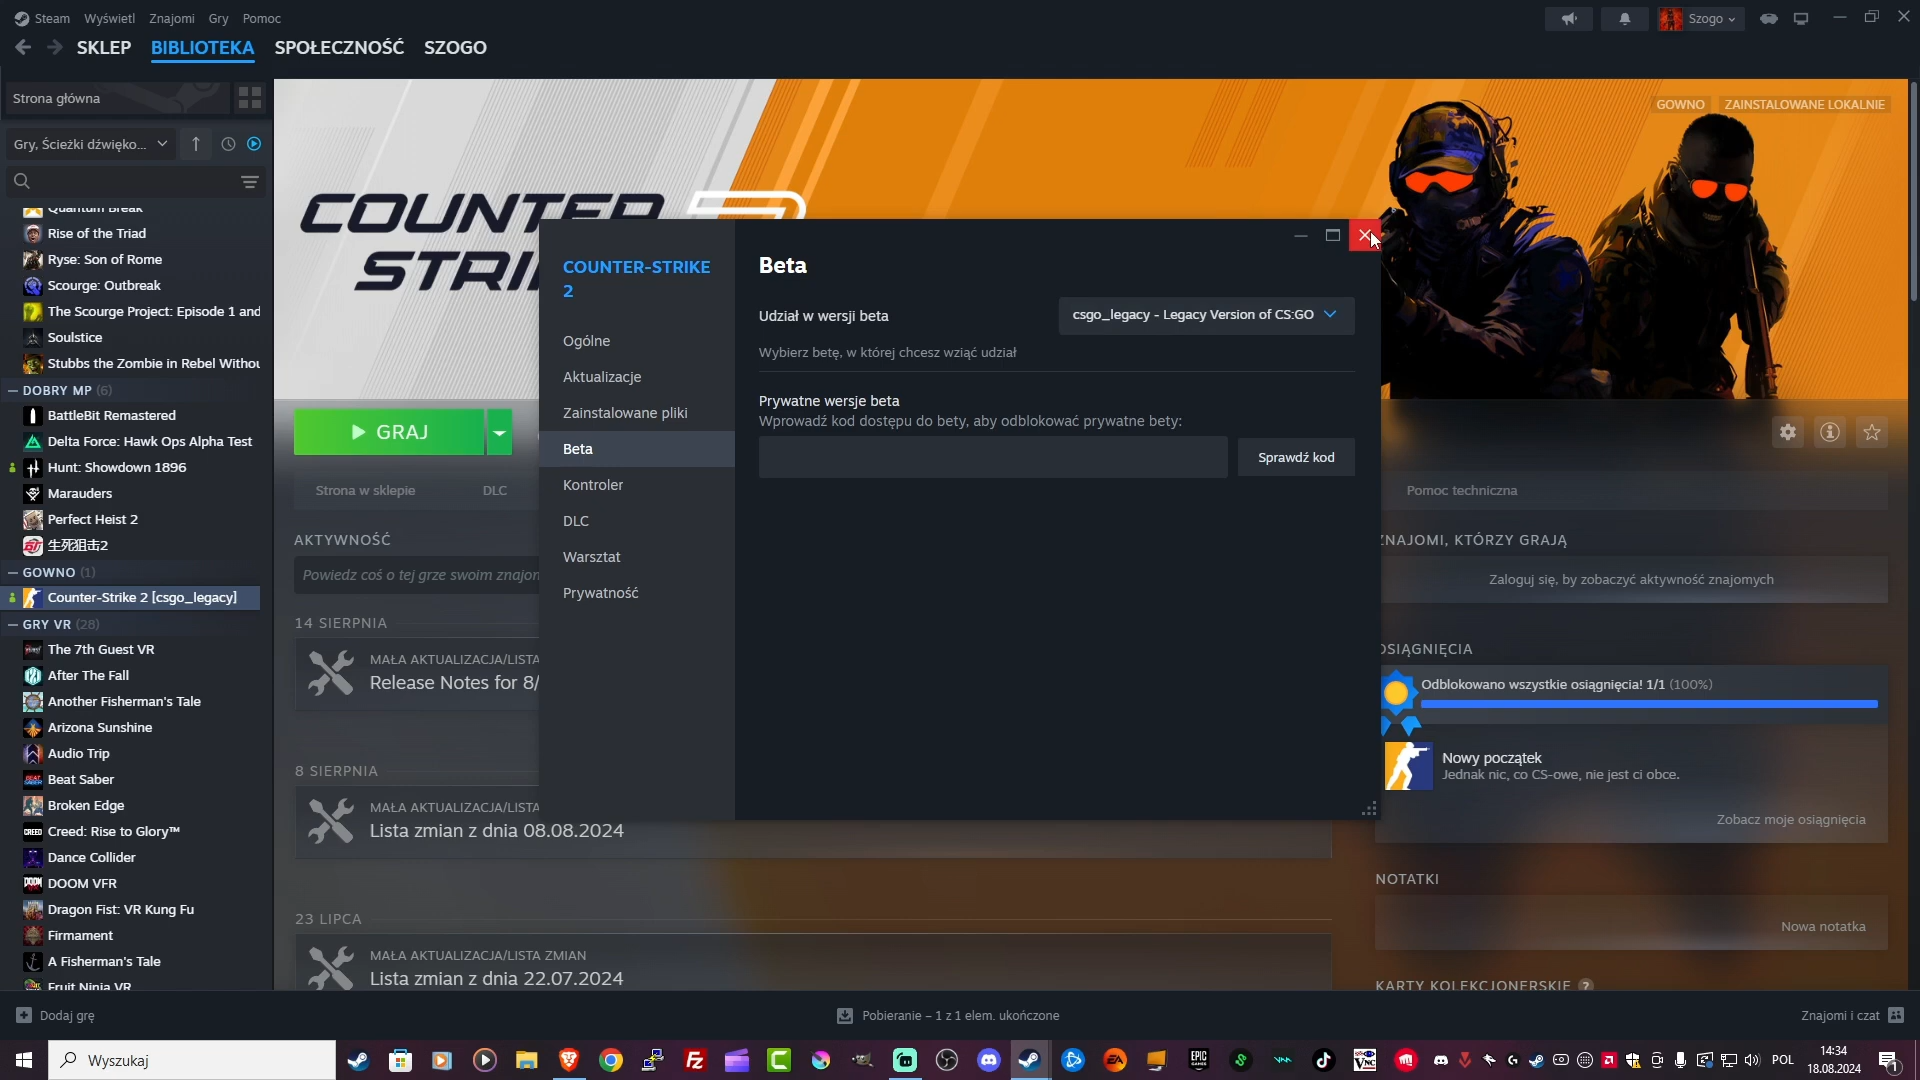 Steam Wyświetl Znajomi Gry Pomoc
Szogo
SKLEP BIBLIOTEKA SPOŁECZNOŚĆ SZOGO
Strona główna
Gry, Ścieżki dźwięko...
Quantum Break
Rise of the Triad
Ryse: Son of Rome
Scourge: Outbreak
The Scourge Project: Episode 1 and
Soulstice
Stubbs the Zombie in Rebel Withou
DOBRY MP (6)
BattleBit Remastered
Delta Force: Hawk Ops Alpha Test
Hunt: Showdown 1896
Marauders
Perfect Heist 2
生死狙击2
GOWNO (1)
Counter-Strike 2 [csgo_legacy]
GRY VR (28)
The 7th Guest VR
After The Fall
Another Fisherman's Tale
Arizona Sunshine
Audio Trip
Beat Saber
Broken Edge
Creed: Rise to Glory™
Dance Collider
DOOM VFR
Dragon Fist: VR Kung Fu
Firmament
A Fisherman's Tale
Fruit Ninja VR
GOWNO ZAINSTALOWANE LOKALNIE
COUNTER
STRI
GRAJ
Strona w sklepie DLC
Pomoc techniczna
AKTYWNOŚĆ
Powiedz coś o tej grze swoim znajon
14 SIERPNIA
MAŁA AKTUALIZACJA/LISTA
Release Notes for 8/
8 SIERPNIA
MAŁA AKTUALIZACJA/LISTA
Lista zmian z dnia 08.08.2024
23 LIPCA
MAŁA AKTUALIZACJA/LISTA ZMIAN
Lista zmian z dnia 22.07.2024
COUNTER-STRIKE
2
Ogólne
Aktualizacje
Zainstalowane pliki
Beta
Kontroler
DLC
Warsztat
Prywatność
Beta
Udział w wersji beta
csgo_legacy - Legacy Version of CS:GO
Wybierz betę, w której chcesz wziąć udział
Prywatne wersje beta
Wprowadź kod dostępu do bety, aby odblokować prywatne bety:
Sprawdź kod
ZNAJOMI, KTÓRZY GRAJĄ
Zaloguj się, by zobaczyć aktywność znajomych
OSIĄGNIĘCIA
Odblokowano wszystkie osiągnięcia! 1/1 (100%)
Nowy początek
Jednak nic, co CS-owe, nie jest ci obce.
Zobacz moje osiągnięcia
NOTATKI
Nowa notatka
KARTY KOLEKCJONERSKIE ?
Dodaj grę
Pobieranie – 1 z 1 elem. ukończone
Znajomi i czat
Wyszukaj
POL
14:34
18.08.2024
1